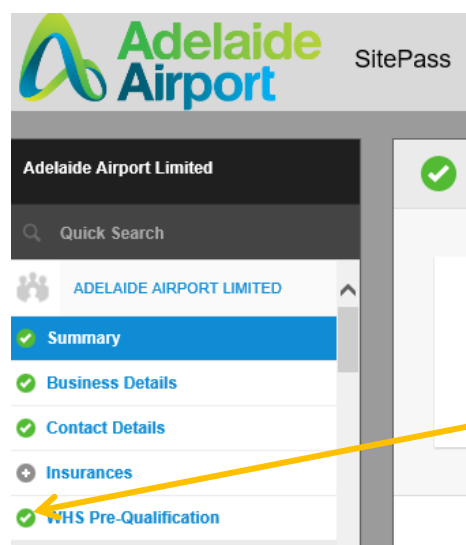 Adelaide
Airport
SitePass
Adelaide Airport Limited
Quick Search
ADELAIDE AIRPORT LIMITED
Summary
Business Details
Contact Details
Insurances
WHS Pre-Qualification